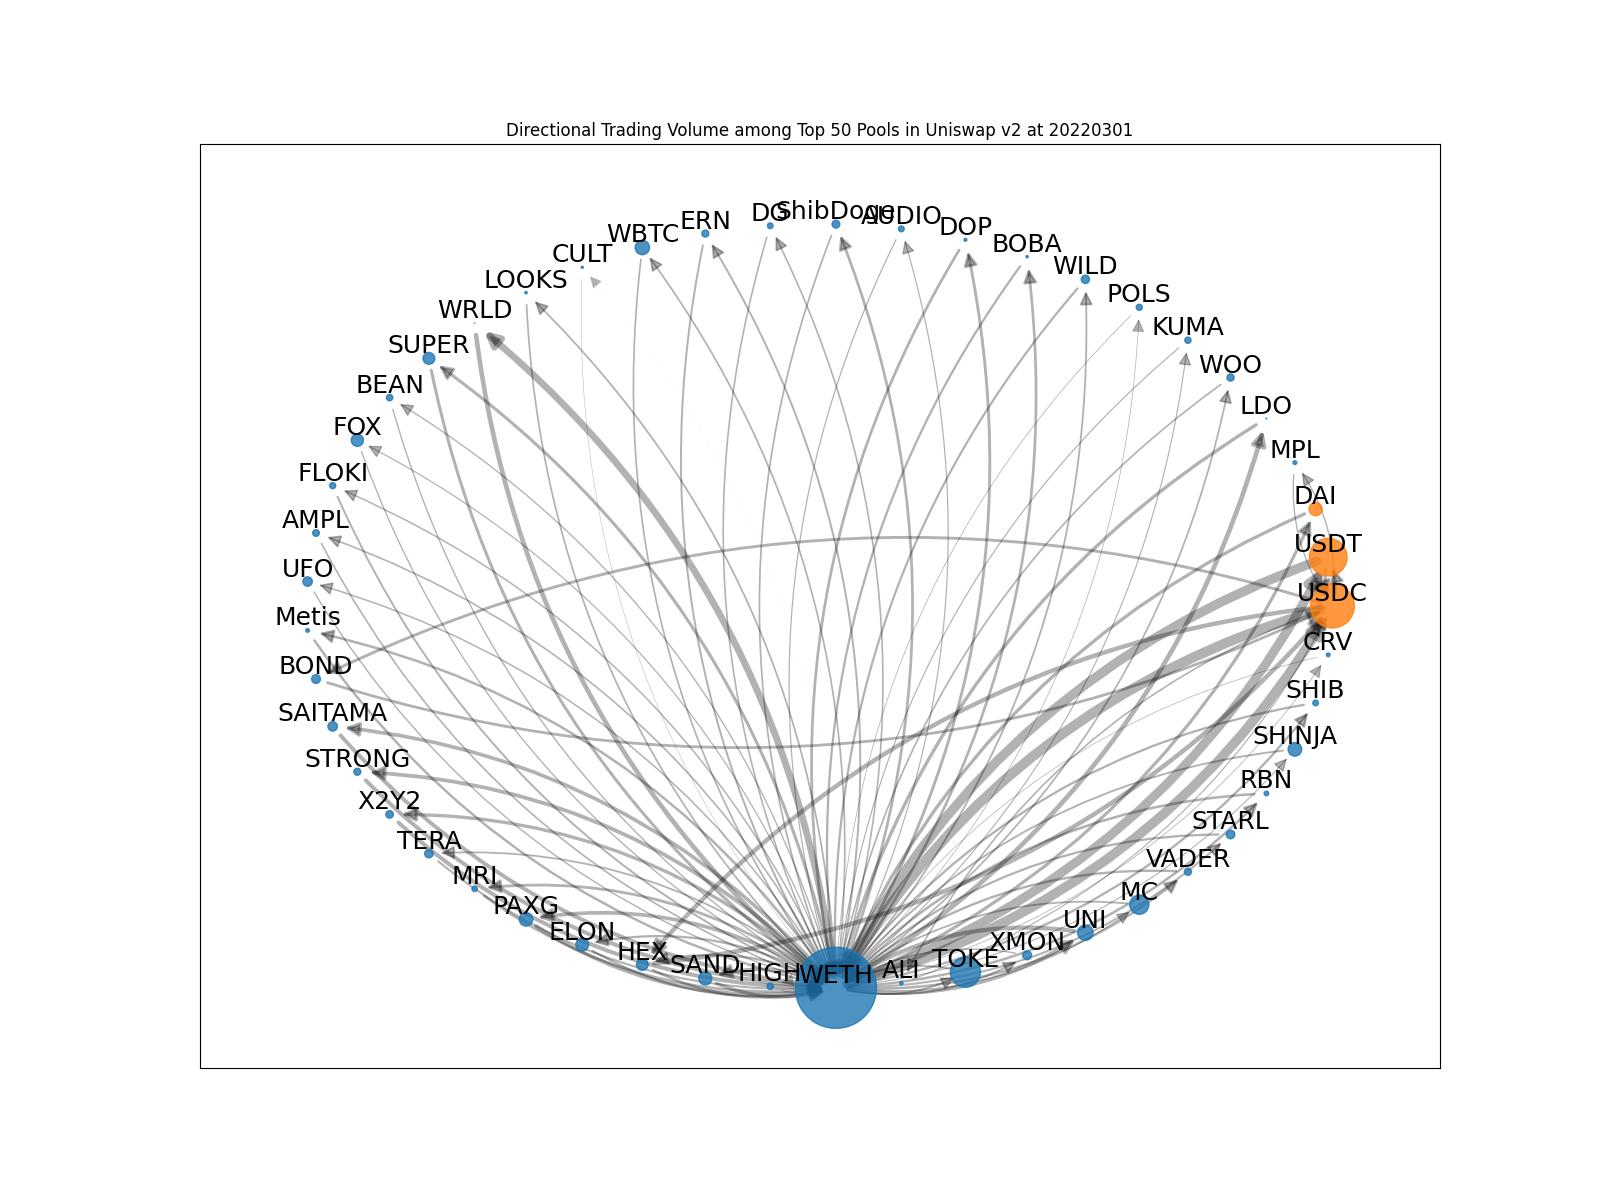 Directional Trading Volume among Top 50 Pools in Uniswap v2 at 20220301
DG
ShibDoge
AUDIO
ERN
DOP
WBTC
BOBA
CULT
WILD
LOOKS
POLS
WRLD
KUMA
SUPER
WOO
BEAN
LDO
FOX
MPL
FLOKI
DAI
AMPL
USDT
UFO
USDC
Metis
CRV
BOND
SHIB
SAITAMA
SHINJA
STRONG
RBN
X2Y2
STARL
TERA
VADER
MRI
MC
PAXG
UNI
ELON
XMON
HEX
TOKE
SAND
HIGH
WETH
ALI